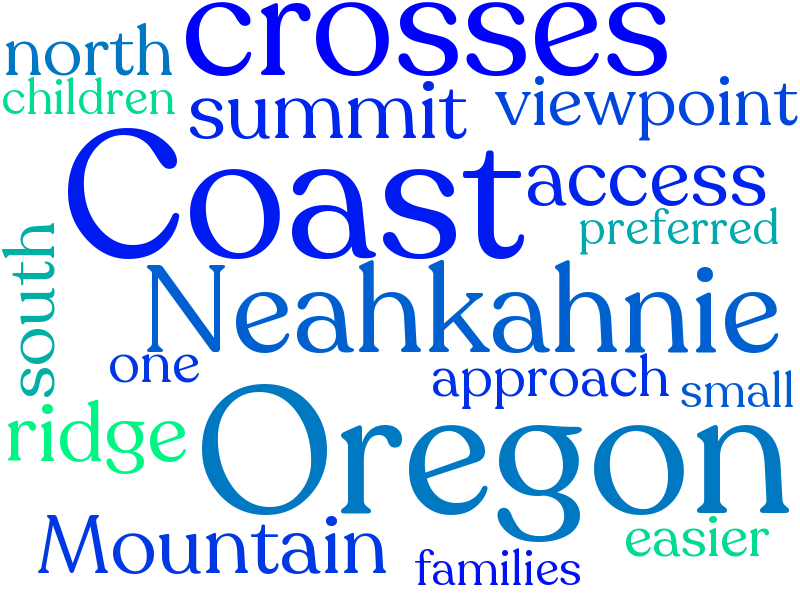 crosses
north
children
summit
viewpoint
Coast
access
preferred
south
Neahkahnie
one
approach
small
ridge
Oregon
Mountain
easier
families